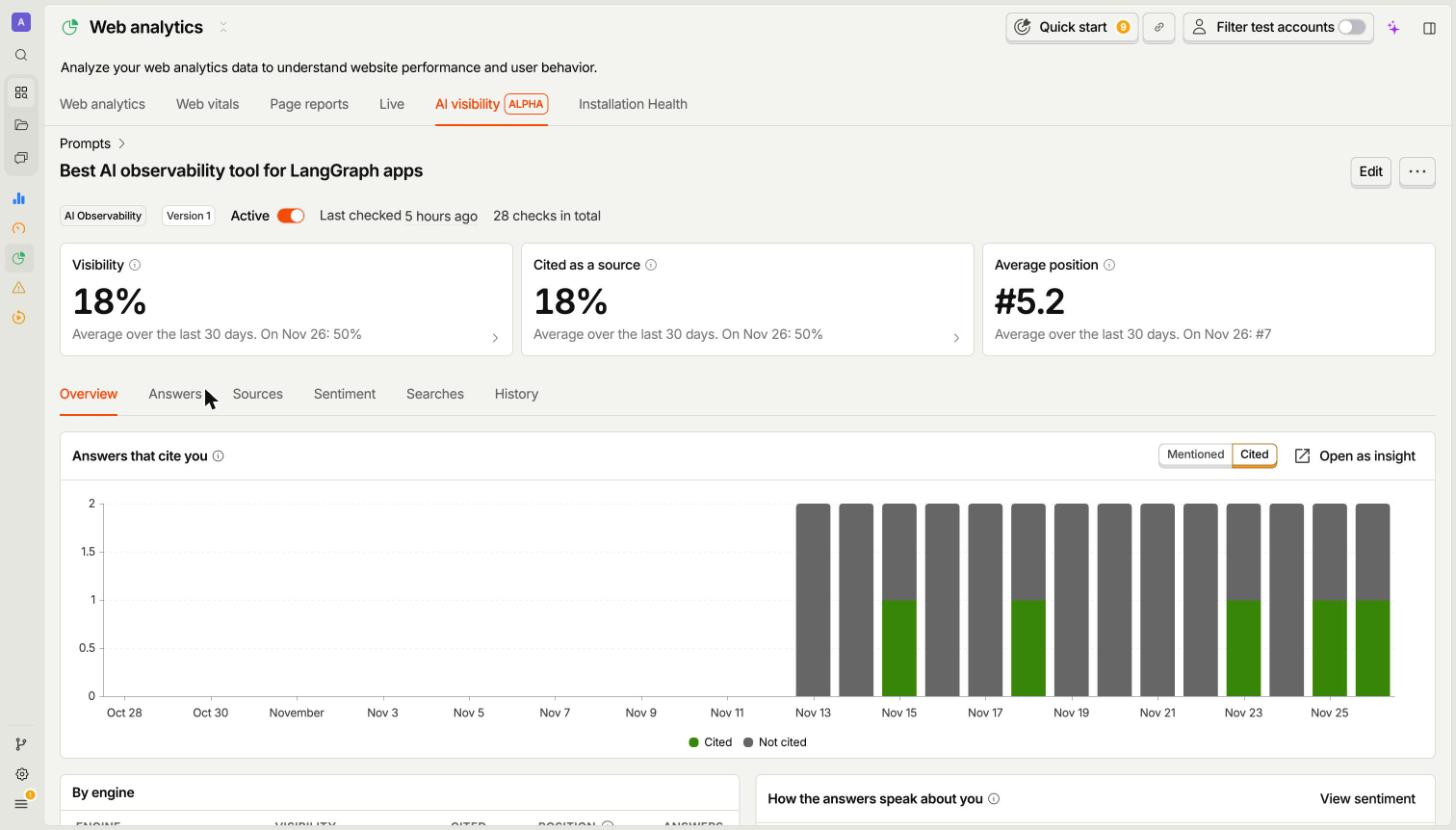 A
Web analytics
Quick start 9
Filter test accounts
Analyze your web analytics data to understand website performance and user behavior.
Web analytics Web vitals Page reports Live AI visibility ALPHA Installation Health
Prompts
Best AI observability tool for LangGraph apps
Edit
AI Observability Version 1 Active Last checked 5 hours ago 28 checks in total
Visibility Cited as a source Average position
18% 18% #5.2
Average over the last 30 days. On Nov 26: 50% Average over the last 30 days. On Nov 26: 50% Average over the last 30 days. On Nov 26: #7
Overview Answers Sources Sentiment Searches History
Answers that cite you Mentioned Cited Open as insight
2
1.5
1
0.5
0
Oct 28 Oct 30 November Nov 3 Nov 5 Nov 7 Nov 9 Nov 11 Nov 13 Nov 15 Nov 17 Nov 19 Nov 21 Nov 23 Nov 25
Cited Not cited
By engine How the answers speak about you View sentiment
ENGINE VISIBILITY CITED POSITION ANSWERS